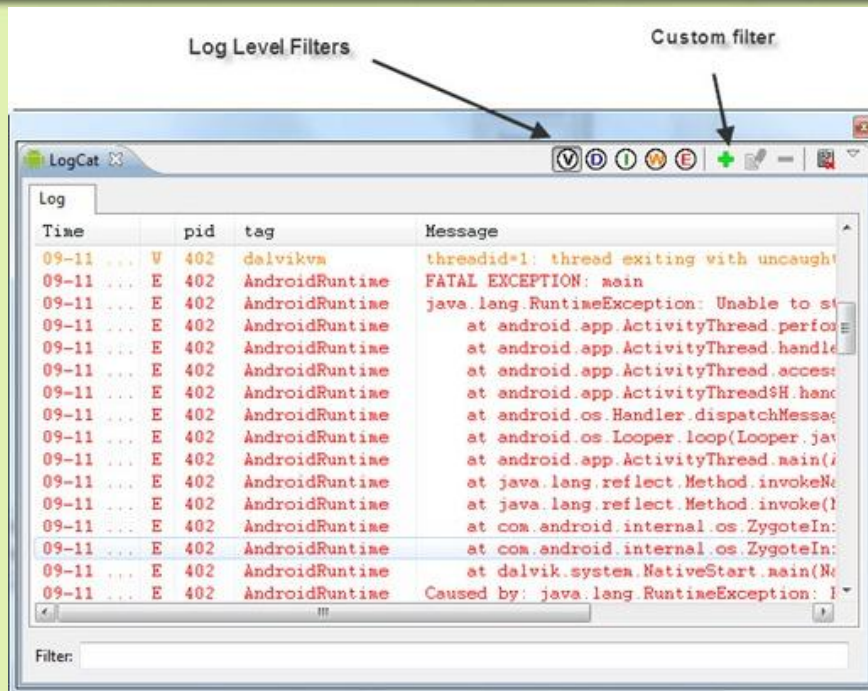 Log Level Filters
Custom filter
LogCat
V D I W E
Log
Time pid tag Message
09-11 ... W 402 dalvikvm threadid=1: thread exiting with uncaught
09-11 ... E 402 AndroidRuntime FATAL EXCEPTION: main
09-11 ... E 402 AndroidRuntime java.lang.RuntimeException: Unable to st
09-11 ... E 402 AndroidRuntime at android.app.ActivityThread.perfor
09-11 ... E 402 AndroidRuntime at android.app.ActivityThread.handle
09-11 ... E 402 AndroidRuntime at android.app.ActivityThread.access
09-11 ... E 402 AndroidRuntime at android.app.ActivityThread$H.hand
09-11 ... E 402 AndroidRuntime at android.os.Handler.dispatchMessag
09-11 ... E 402 AndroidRuntime at android.os.Looper.loop(Looper.jav
09-11 ... E 402 AndroidRuntime at android.app.ActivityThread.main(
09-11 ... E 402 AndroidRuntime at java.lang.reflect.Method.invokeNa
09-11 ... E 402 AndroidRuntime at java.lang.reflect.Method.invoke(
09-11 ... E 402 AndroidRuntime at com.android.internal.os.ZygoteIn
09-11 ... E 402 AndroidRuntime at com.android.internal.os.ZygoteIn
09-11 ... E 402 AndroidRuntime at dalvik.system.NativeStart.main(Na
09-11 ... E 402 AndroidRuntime Caused by: java.lang.RuntimeException:
Filter: